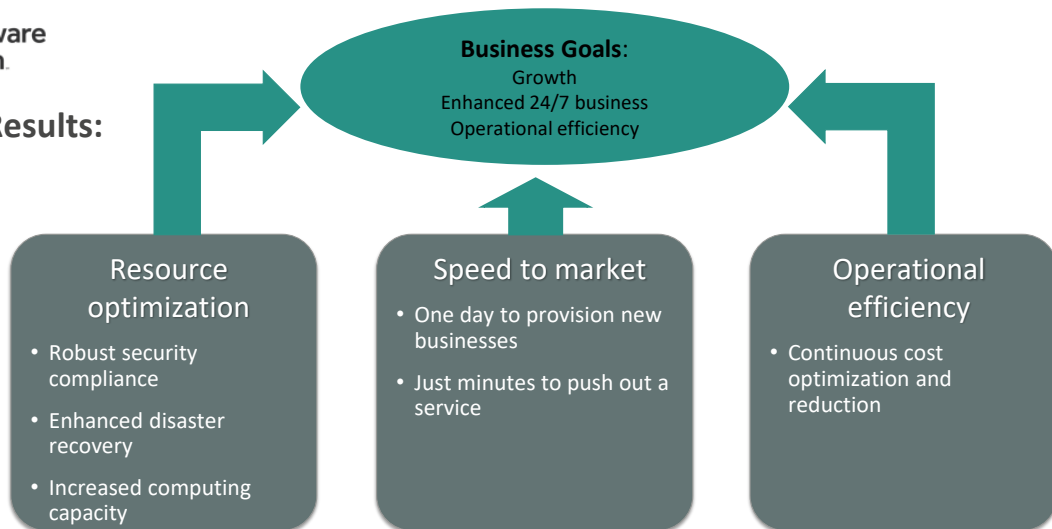 Business Goals:
Growth
Enhanced 24/7 business
Operational efficiency
Results:
Resource
optimization
• Robust security
compliance
• Enhanced disaster
recovery
• Increased computing
capacity
Speed to market
• One day to provision new
businesses
• Just minutes to push out a
service
Operational
efficiency
• Continuous cost
optimization and
reduction